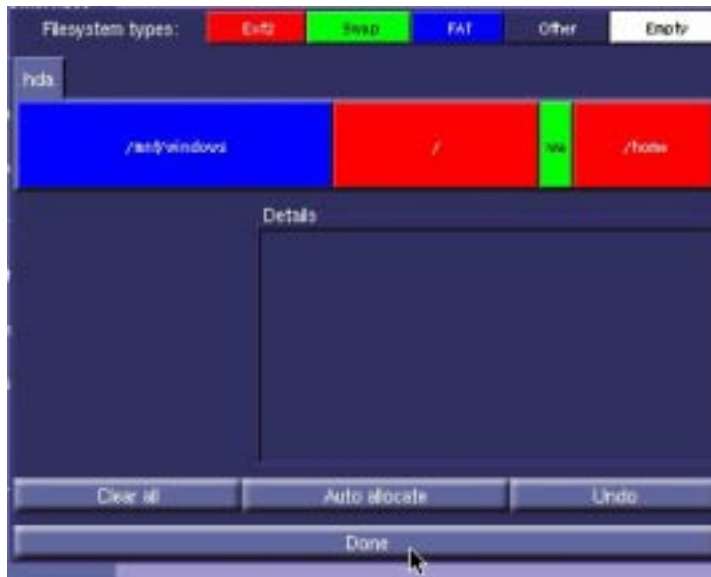 Filesystem types: Ext2 Swap FAT Other Empty
hda
/mnt/windows / /home
Details
Clear all Auto allocate Undo
Done